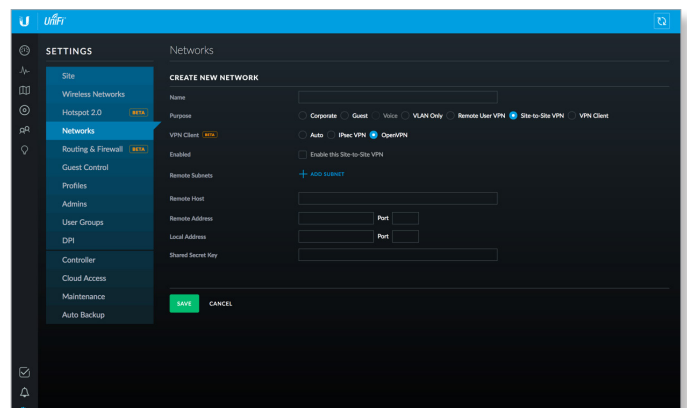 U UniFi
SETTINGS
Site
Wireless Networks
Hotspot 2.0 BETA
Networks
Routing & Firewall BETA
Guest Control
Profiles
Admins
User Groups
DPI
Controller
Cloud Access
Maintenance
Auto Backup
Networks
CREATE NEW NETWORK
Name
Purpose Corporate Guest Voice VLAN Only Remote User VPN Site-to-Site VPN VPN Client
VPN Client BETA Auto IPsec VPN OpenVPN
Enabled Enable this Site-to-Site VPN
Remote Subnets ADD SUBNET
Remote Host
Remote Address Port
Local Address Port
Shared Secret Key
SAVE CANCEL